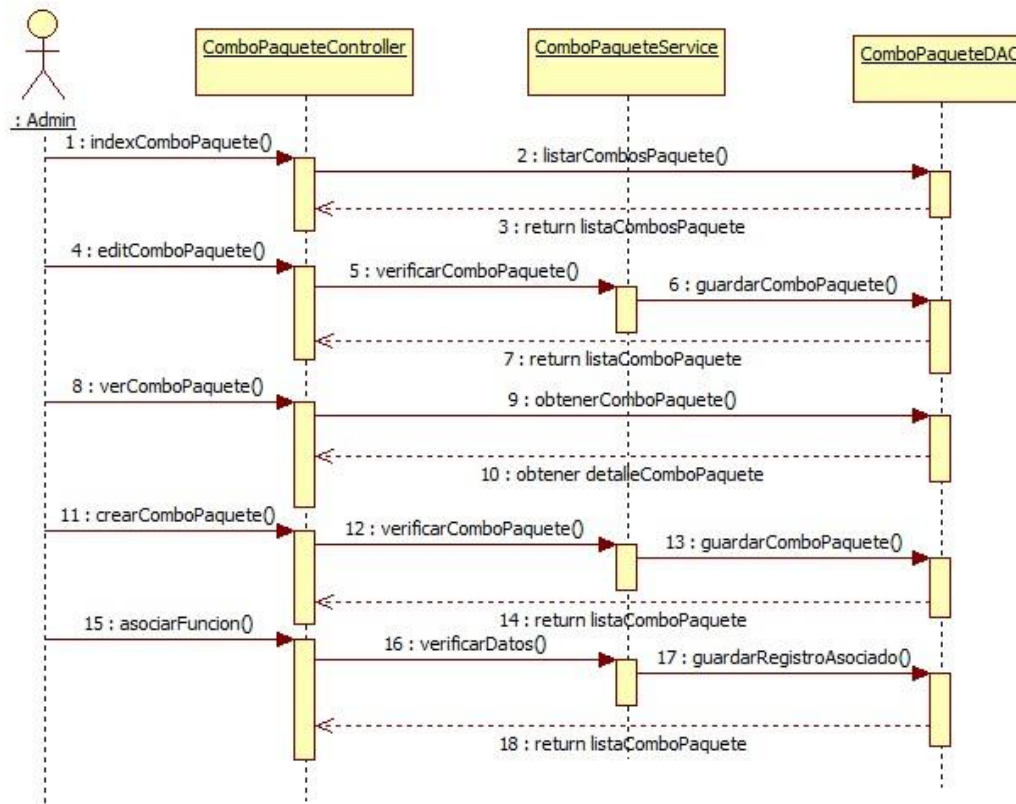 ComboPaqueteController
ComboPaqueteService
ComboPaqueteDAO
: Admin
1 : indexComboPaquete()
2 : listarCombosPaquete()
3 : return listaCombosPaquete
4 : editComboPaquete()
5 : verificarComboPaquete()
6 : guardarComboPaquete()
7 : return listaComboPaquete
8 : verComboPaquete()
9 : obtenerComboPaquete()
10 : obtener detalleComboPaquete
11 : crearComboPaquete()
12 : verificarComboPaquete()
13 : guardarComboPaquete()
14 : return listaComboPaquete
15 : asociarFuncion()
16 : verificarDatos()
17 : guardarRegistroAsociado()
18 : return listaComboPaquete